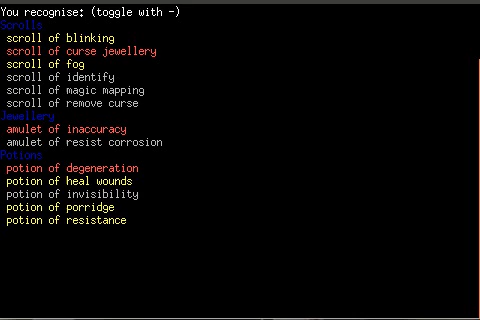 You recognise: (toggle with -)
Scrolls
scroll of blinking
scroll of curse jewellery
scroll of fog
scroll of identify
scroll of magic mapping
scroll of remove curse
Jewellery
amulet of inaccuracy
amulet of resist corrosion
Potions
potion of degeneration
potion of heal wounds
potion of invisibility
potion of porridge
potion of resistance